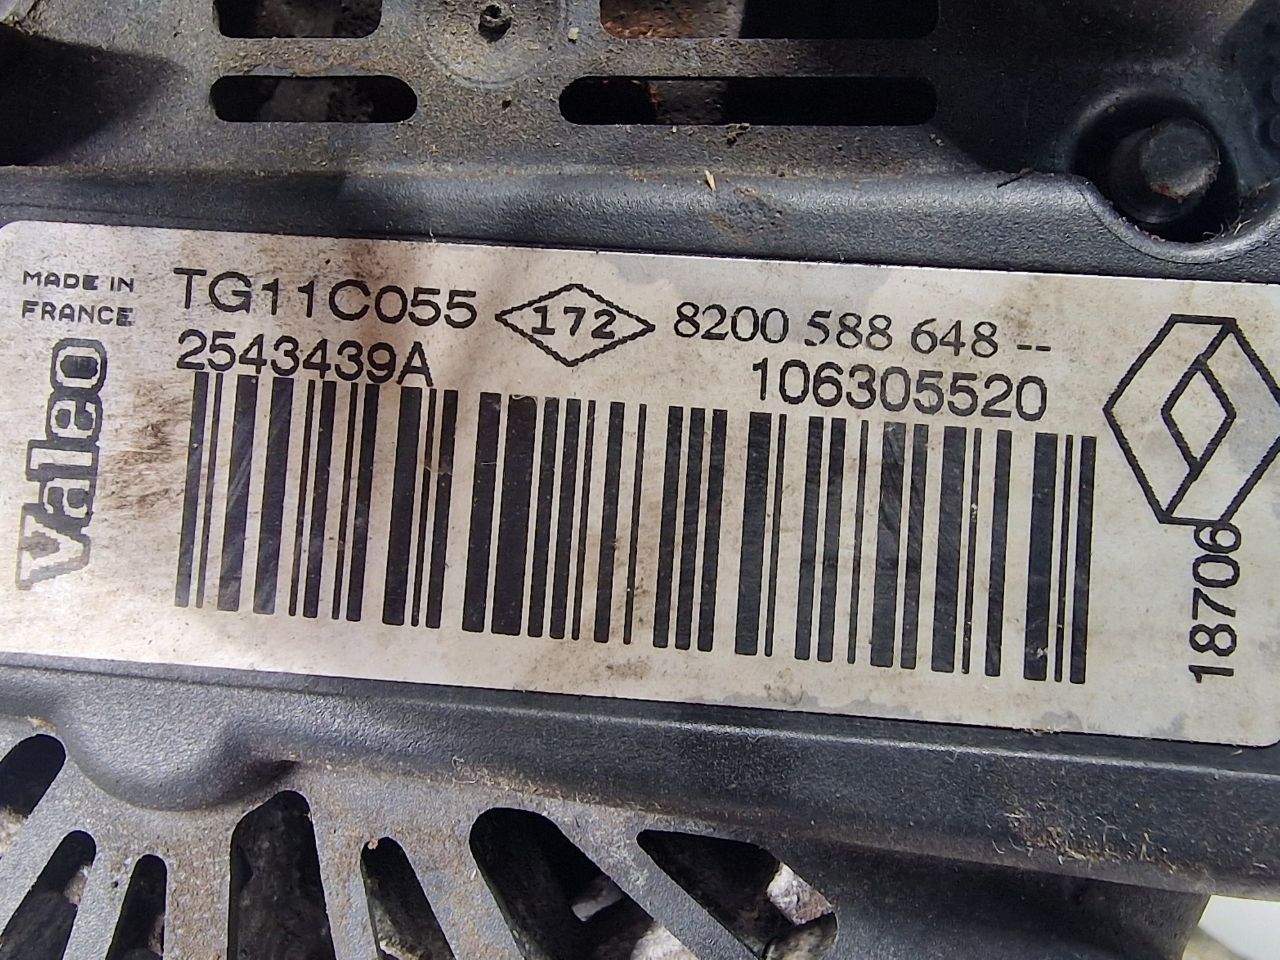 MADE IN
FRANCE
TG11C055
172
8200 588 648 --
2543439A
106305520
Valeo
18706